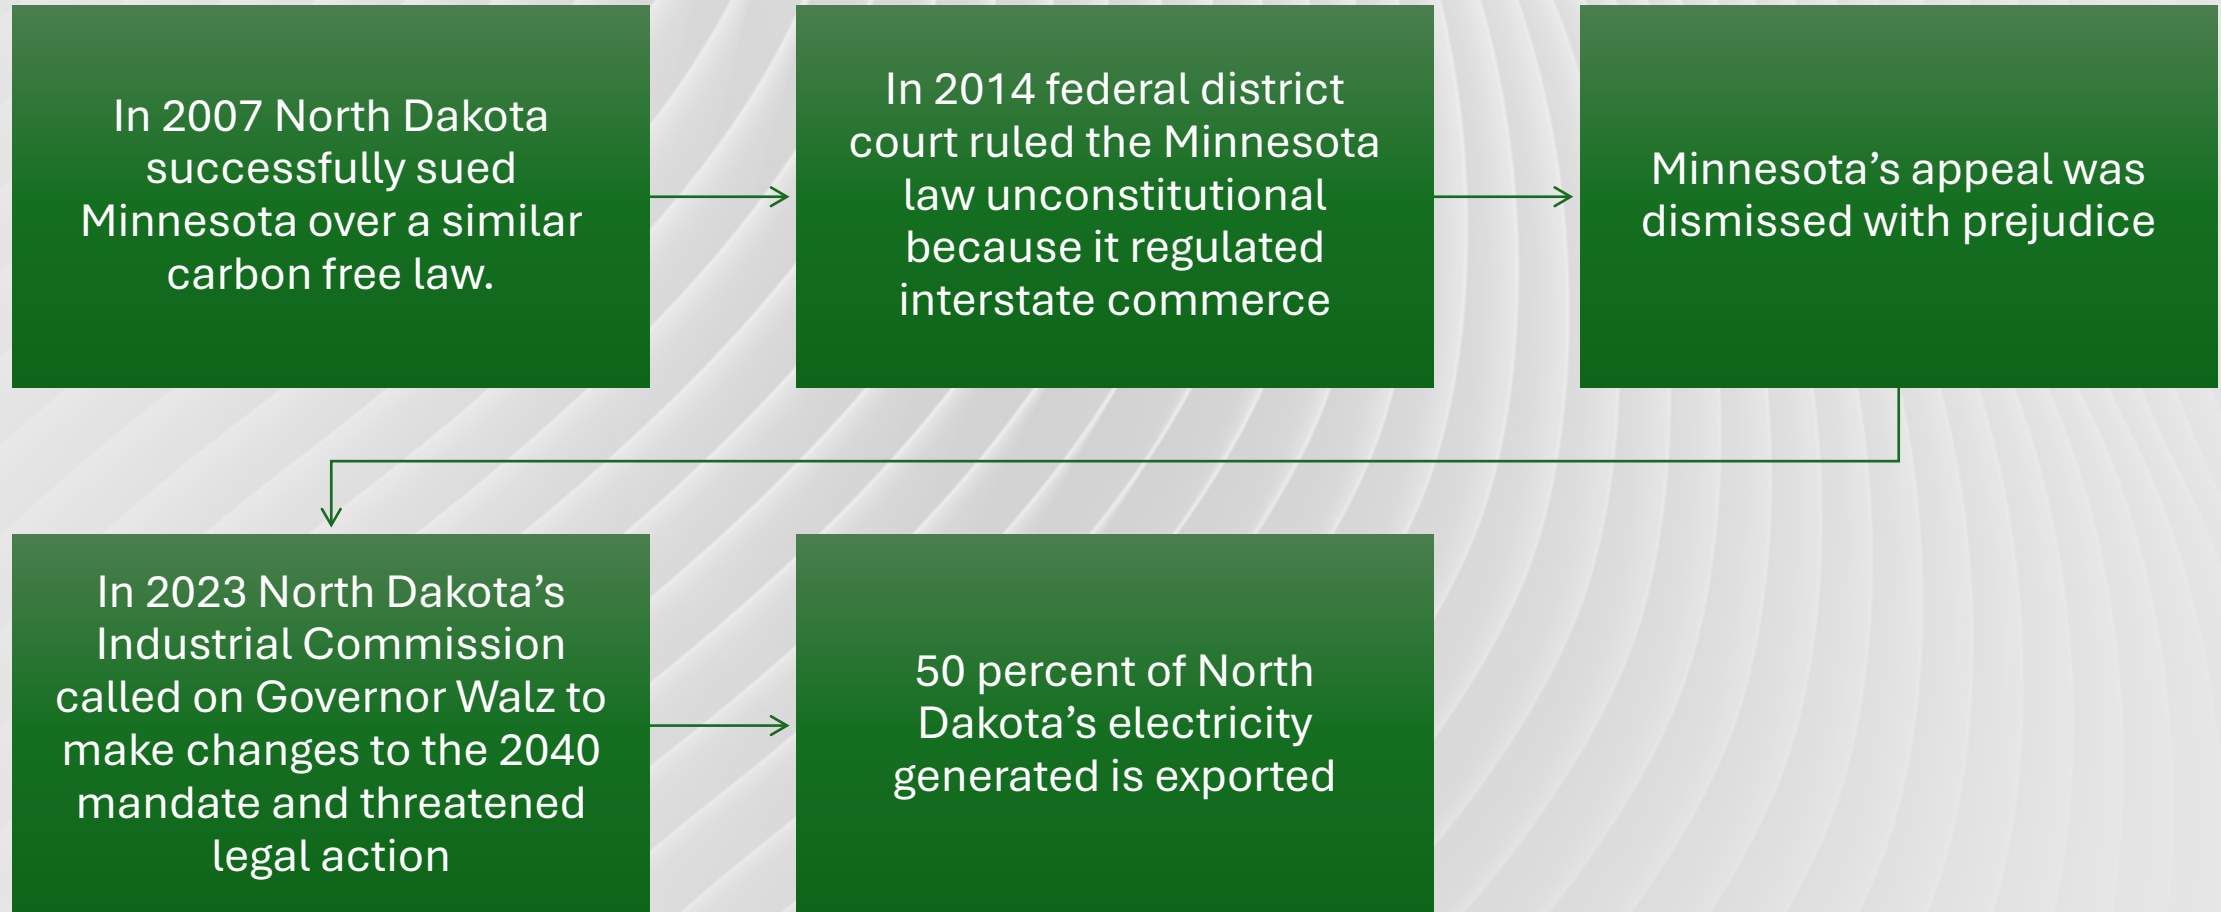 In 2007 North Dakota
successfully sued
Minnesota over a similar
carbon free law.
In 2014 federal district
court ruled the Minnesota
law unconstitutional
because it regulated
interstate commerce
Minnesota’s appeal was
dismissed with prejudice
In 2023 North Dakota’s
Industrial Commission
called on Governor Walz to
make changes to the 2040
mandate and threatened
legal action
50 percent of North
Dakota’s electricity
generated is exported